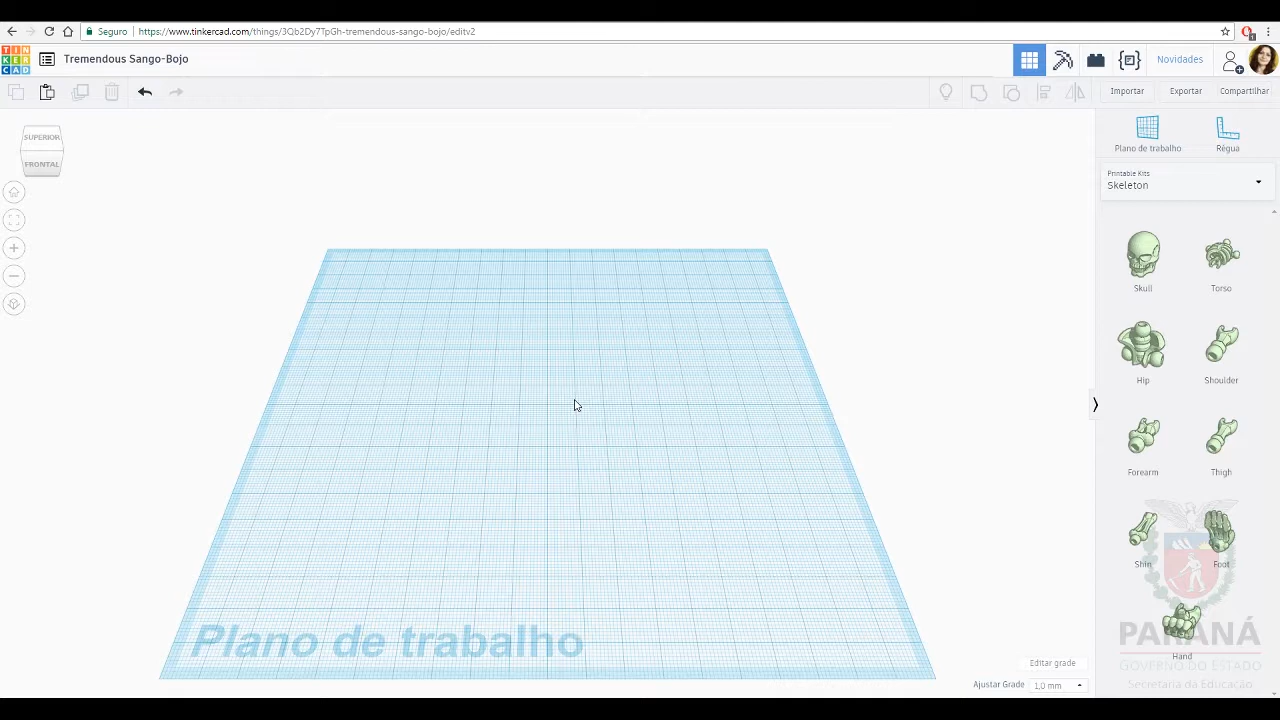 Seguro
https://www.tinkercad.com/things/3Qb2Dy7TpGh-tremendous-sango-bojo/editv2
TIN
KER
CAD
Tremendous Sango-Bojo
Novidades
Importar
Exportar
Compartilhar
SUPERIOR
FRONTAL
Plano de trabalho
Régua
Printable Kits
Skeleton
Skull
Torso
Hip
Shoulder
Forearm
Thigh
Shin
Foot
Hand
PARANÁ
GOVERNO DO ESTADO
Secretaria da Educação
Plano de trabalho
Editar grade
Ajustar Grade
1,0 mm